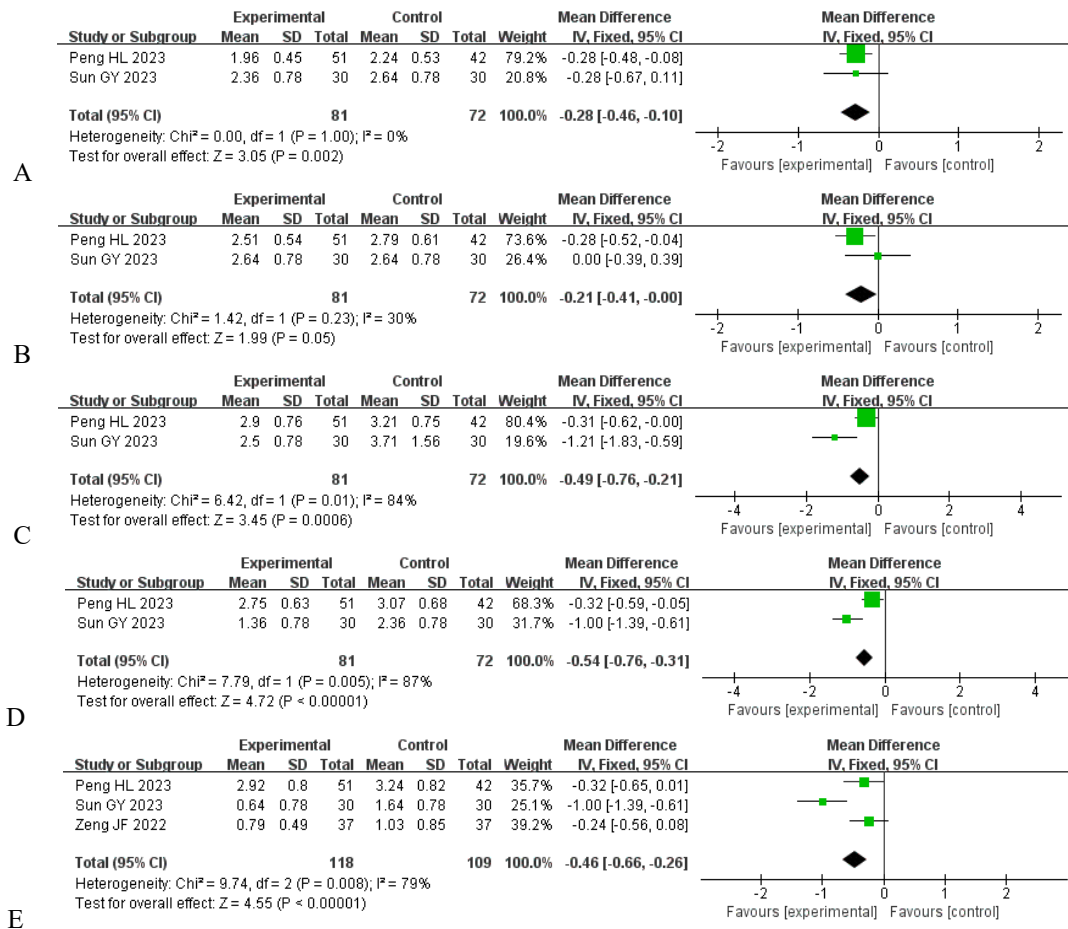 Experimental Control Mean Difference Mean Difference
Study or Subgroup Mean SD Total Mean SD Total Weight IV, Fixed, 95% CI IV, Fixed, 95% CI
Peng HL 2023 1.96 0.45 51 2.24 0.53 42 79.2% -0.28 [-0.48, -0.08]
Sun GY 2023 2.36 0.78 30 2.64 0.78 30 20.8% -0.28 [-0.67, 0.11]
Total (95% CI) 81 72 100.0% -0.28 [-0.46, -0.10]
Heterogeneity: Chi² = 0.00, df = 1 (P = 1.00); I² = 0%
Test for overall effect: Z = 3.05 (P = 0.002)
-2 -1 0 1 2
Favours [experimental] Favours [control]
A
Experimental Control Mean Difference Mean Difference
Study or Subgroup Mean SD Total Mean SD Total Weight IV, Fixed, 95% CI IV, Fixed, 95% CI
Peng HL 2023 2.51 0.54 51 2.79 0.61 42 73.6% -0.28 [-0.52, -0.04]
Sun GY 2023 2.64 0.78 30 2.64 0.78 30 26.4% 0.00 [-0.39, 0.39]
Total (95% CI) 81 72 100.0% -0.21 [-0.41, -0.00]
Heterogeneity: Chi² = 1.42, df = 1 (P = 0.23); I² = 30%
Test for overall effect: Z = 1.99 (P = 0.05)
-2 -1 0 1 2
Favours [experimental] Favours [control]
B
Experimental Control Mean Difference Mean Difference
Study or Subgroup Mean SD Total Mean SD Total Weight IV, Fixed, 95% CI IV, Fixed, 95% CI
Peng HL 2023 2.9 0.76 51 3.21 0.75 42 80.4% -0.31 [-0.62, -0.00]
Sun GY 2023 2.5 0.78 30 3.71 1.56 30 19.6% -1.21 [-1.83, -0.59]
Total (95% CI) 81 72 100.0% -0.49 [-0.76, -0.21]
Heterogeneity: Chi² = 6.42, df = 1 (P = 0.01); I² = 84%
Test for overall effect: Z = 3.45 (P = 0.0006)
-4 -2 0 2 4
Favours [experimental] Favours [control]
C
Experimental Control Mean Difference Mean Difference
Study or Subgroup Mean SD Total Mean SD Total Weight IV, Fixed, 95% CI IV, Fixed, 95% CI
Peng HL 2023 2.75 0.63 51 3.07 0.68 42 68.3% -0.32 [-0.59, -0.05]
Sun GY 2023 1.36 0.78 30 2.36 0.78 30 31.7% -1.00 [-1.39, -0.61]
Total (95% CI) 81 72 100.0% -0.54 [-0.76, -0.31]
Heterogeneity: Chi² = 7.79, df = 1 (P = 0.005); I² = 87%
Test for overall effect: Z = 4.72 (P < 0.00001)
-4 -2 0 2 4
Favours [experimental] Favours [control]
D
Experimental Control Mean Difference Mean Difference
Study or Subgroup Mean SD Total Mean SD Total Weight IV, Fixed, 95% CI IV, Fixed, 95% CI
Peng HL 2023 2.92 0.8 51 3.24 0.82 42 35.7% -0.32 [-0.65, 0.01]
Sun GY 2023 0.64 0.78 30 1.64 0.78 30 25.1% -1.00 [-1.39, -0.61]
Zeng JF 2022 0.79 0.49 37 1.03 0.85 37 39.2% -0.24 [-0.56, 0.08]
Total (95% CI) 118 109 100.0% -0.46 [-0.66, -0.26]
Heterogeneity: Chi² = 9.74, df = 2 (P = 0.008); I² = 79%
Test for overall effect: Z = 4.55 (P < 0.00001)
-2 -1 0 1 2
Favours [experimental] Favours [control]
E